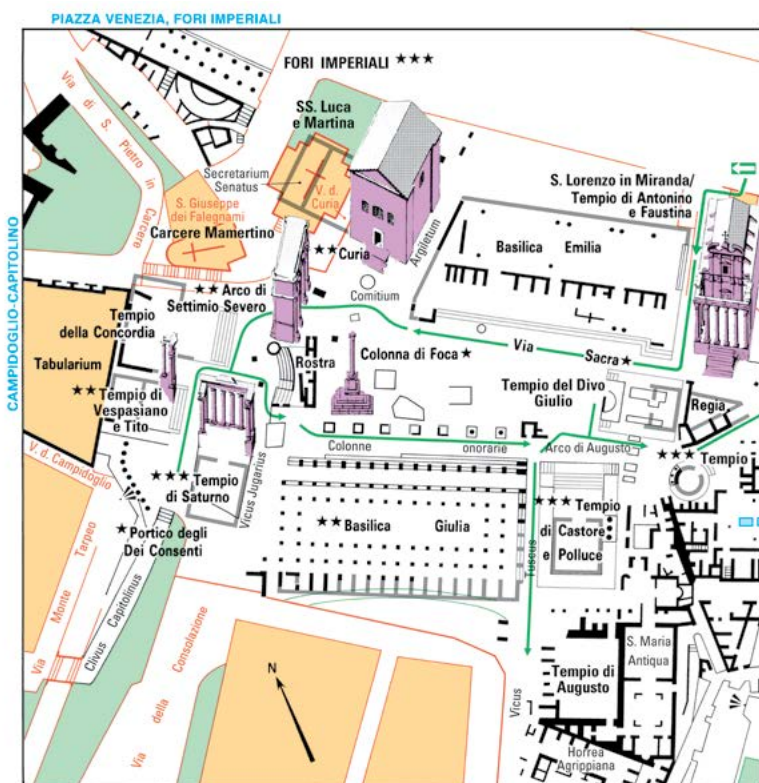 PIAZZA VENEZIA, FORI IMPERIALI
FORI IMPERIALI ★★★
Via di S. Pietro in Carcere
SS. Luca
e Martina
Secretarium
Senatus
V. d.
Curia
S. Giuseppe
dei Falegnami
Carcere Mamertino
★★ Curia
Argiletum
S. Lorenzo in Miranda/
Tempio di Antonino
e Faustina
Basilica Emilia
CAMPIDOGLIO-CAPITOLINO
★★ Arco di
Settimio Severo
Comitium
Tempio
della Concordia
Tabularium
Rostra
Colonna di Foca ★
Via Sacra ★
★★ Tempio di
Vespasiano
e Tito
Tempio del Divo
Giulio
Regia
V. d. Campidoglio
★★★ Tempio
di Saturno
Vicus Jugarius
Colonne onorarie
Arco di Augusto
★★★ Tempio
★ Portico degli
Dei Consenti
★★ Basilica Giulia
★★★ Tempio
di Castore
e Polluce
Vicus Tuscus
Via Monte Tarpeo
Clivus Capitolinus
Via della Consolazione
N
S. Maria
Antiqua
Tempio di
Augusto
Horrea
Agrippiana